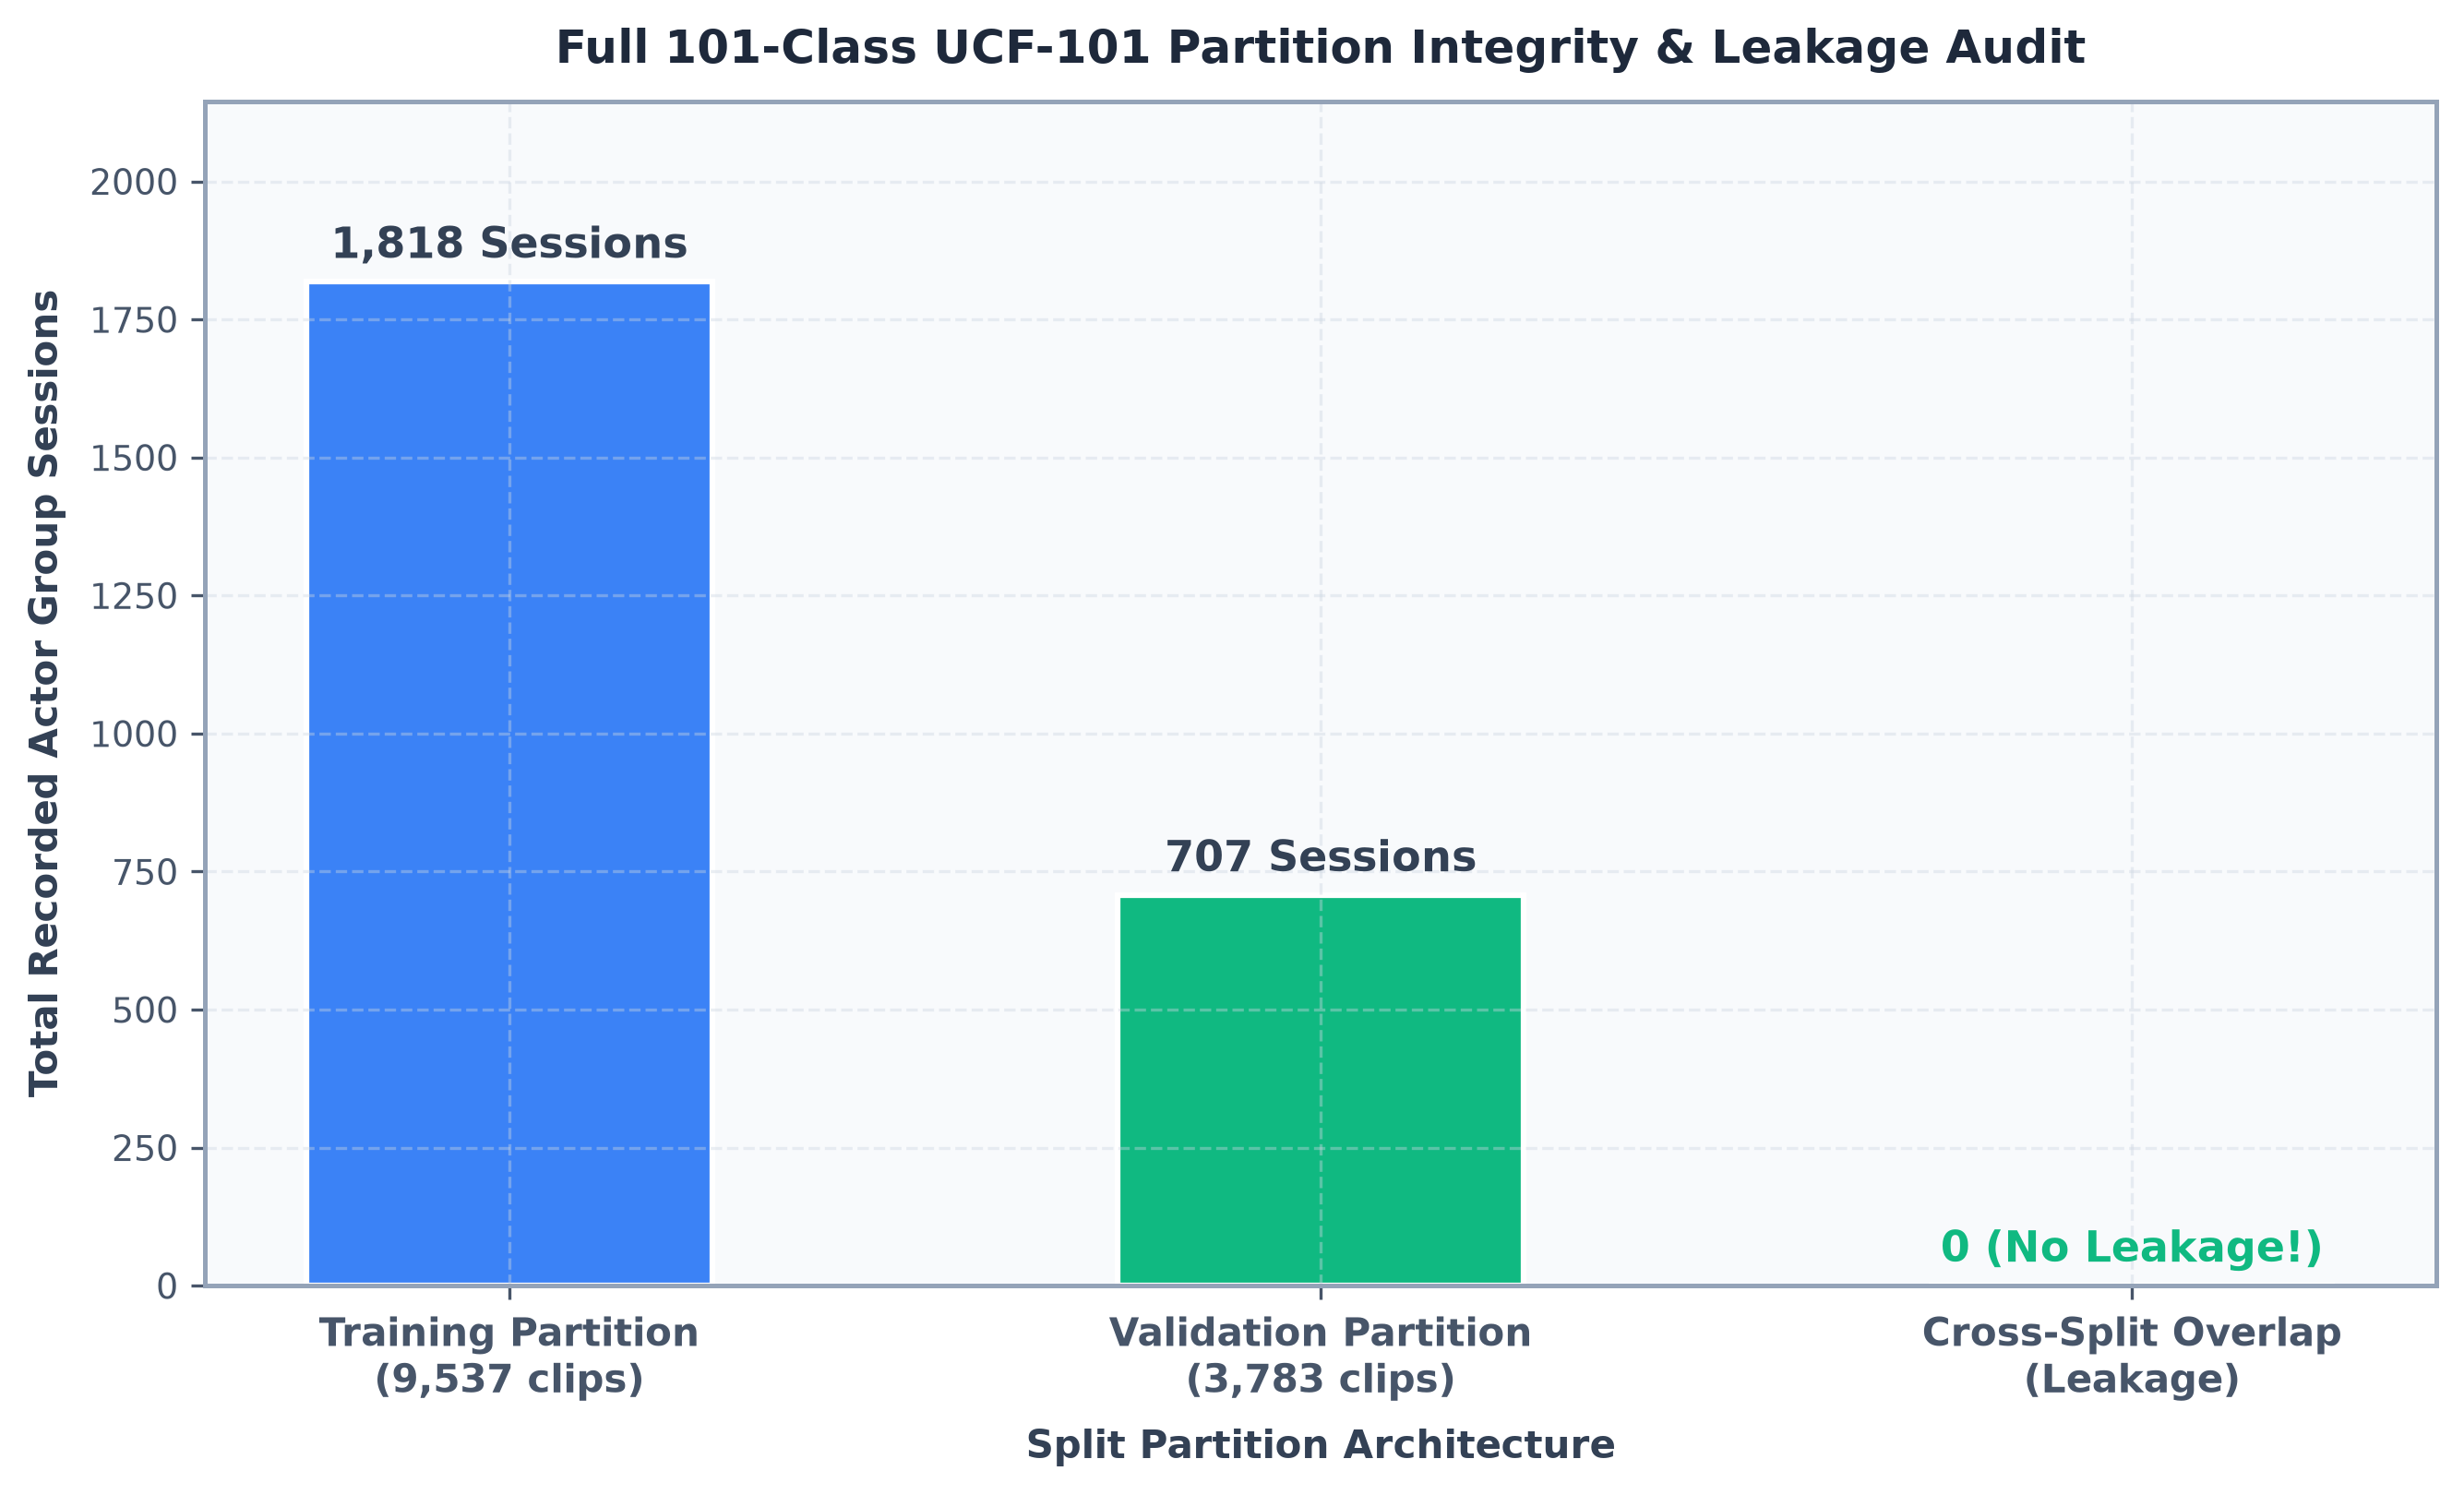 Full 101-Class UCF-101 Partition Integrity & Leakage Audit
Total Recorded Actor Group Sessions
2000
1750
1500
1250
1000
750
500
250
0
1,818 Sessions
707 Sessions
0 (No Leakage!)
Training Partition
(9,537 clips)
Validation Partition
(3,783 clips)
Cross-Split Overlap
(Leakage)
Split Partition Architecture